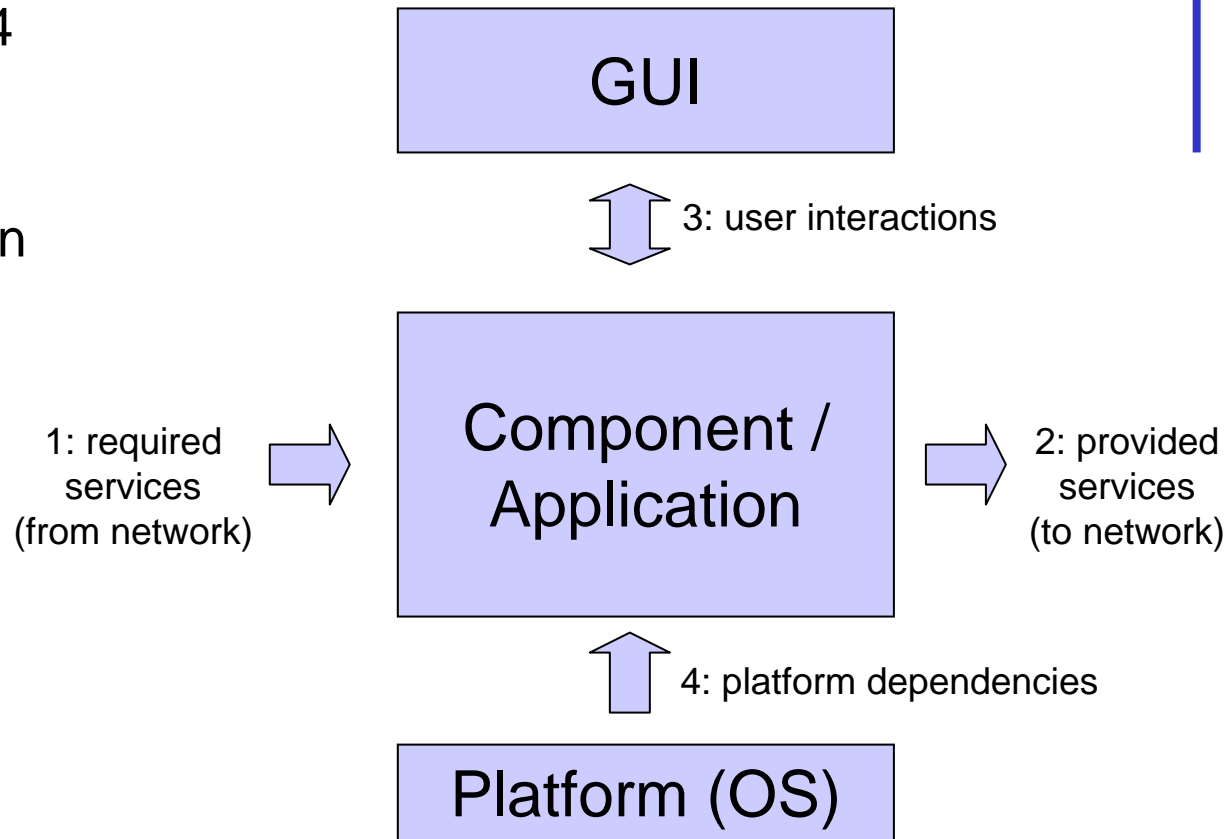 4
GUI
3: user interactions
n
Component /
Application
1: required
services
(from network)
2: provided
services
(to network)
4: platform dependencies
Platform (OS)